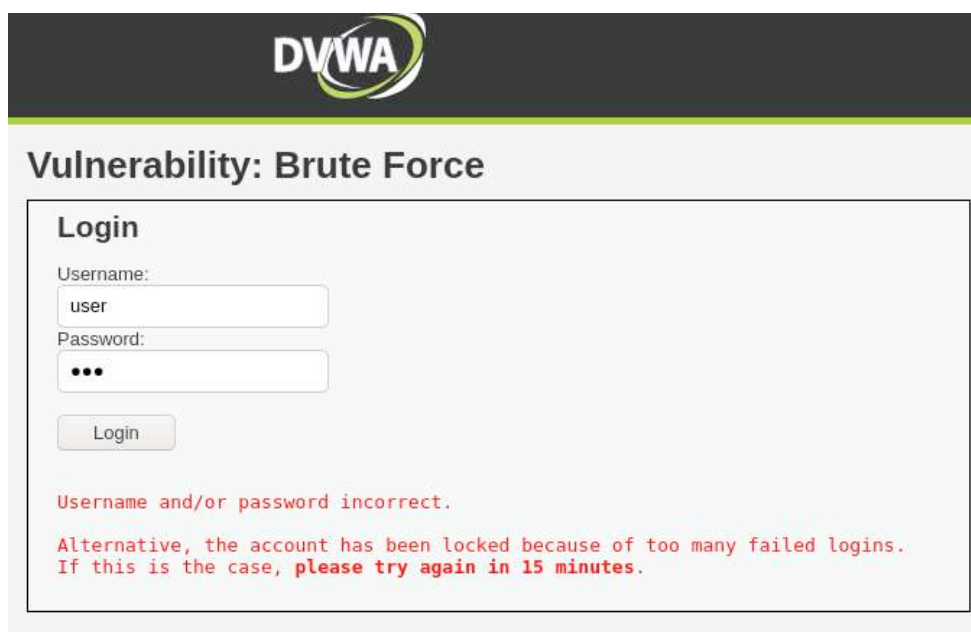 DVWA
Vulnerability: Brute Force
Login
Username:
user
Password:
•••
Login
Username and/or password incorrect.
Alternative, the account has been locked because of too many failed logins.
If this is the case, please try again in 15 minutes.